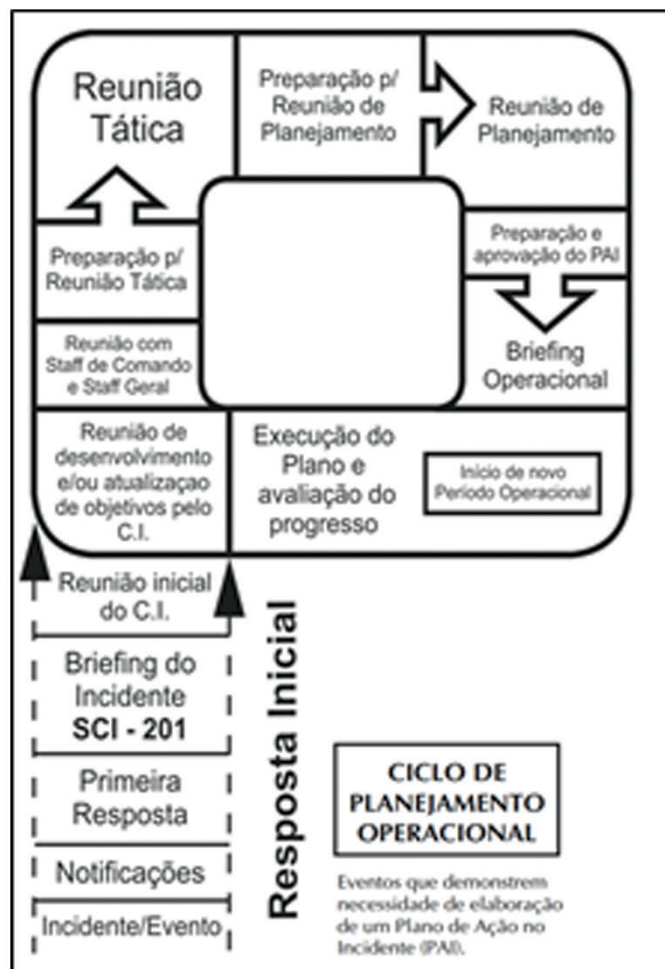 Reunião
Tática
Preparação p/
Reunião de
Planejamento
Reunião de
Planejamento
Preparação p/
Reunião Tática
Preparação e
aprovação do PAI
Reunião com
Staff de Comando
e Staff Geral
Briefing
Operacional
Reunião de
desenvolvimento
e/ou atualizaçao
de objetivos pelo
C.I.
Execução do
Plano e
avaliação do
progresso
Início de novo
Período Operacional
Reunião inicial
do C.I.
Briefing do
Incidente
SCI - 201
Primeira
Resposta
Notificações
Incidente/Evento
Resposta Inicial
CICLO DE
PLANEJAMENTO
OPERACIONAL
Eventos que demonstrem
necessidade de elaboração
de um Plano de Ação no
Incidente (PAI).